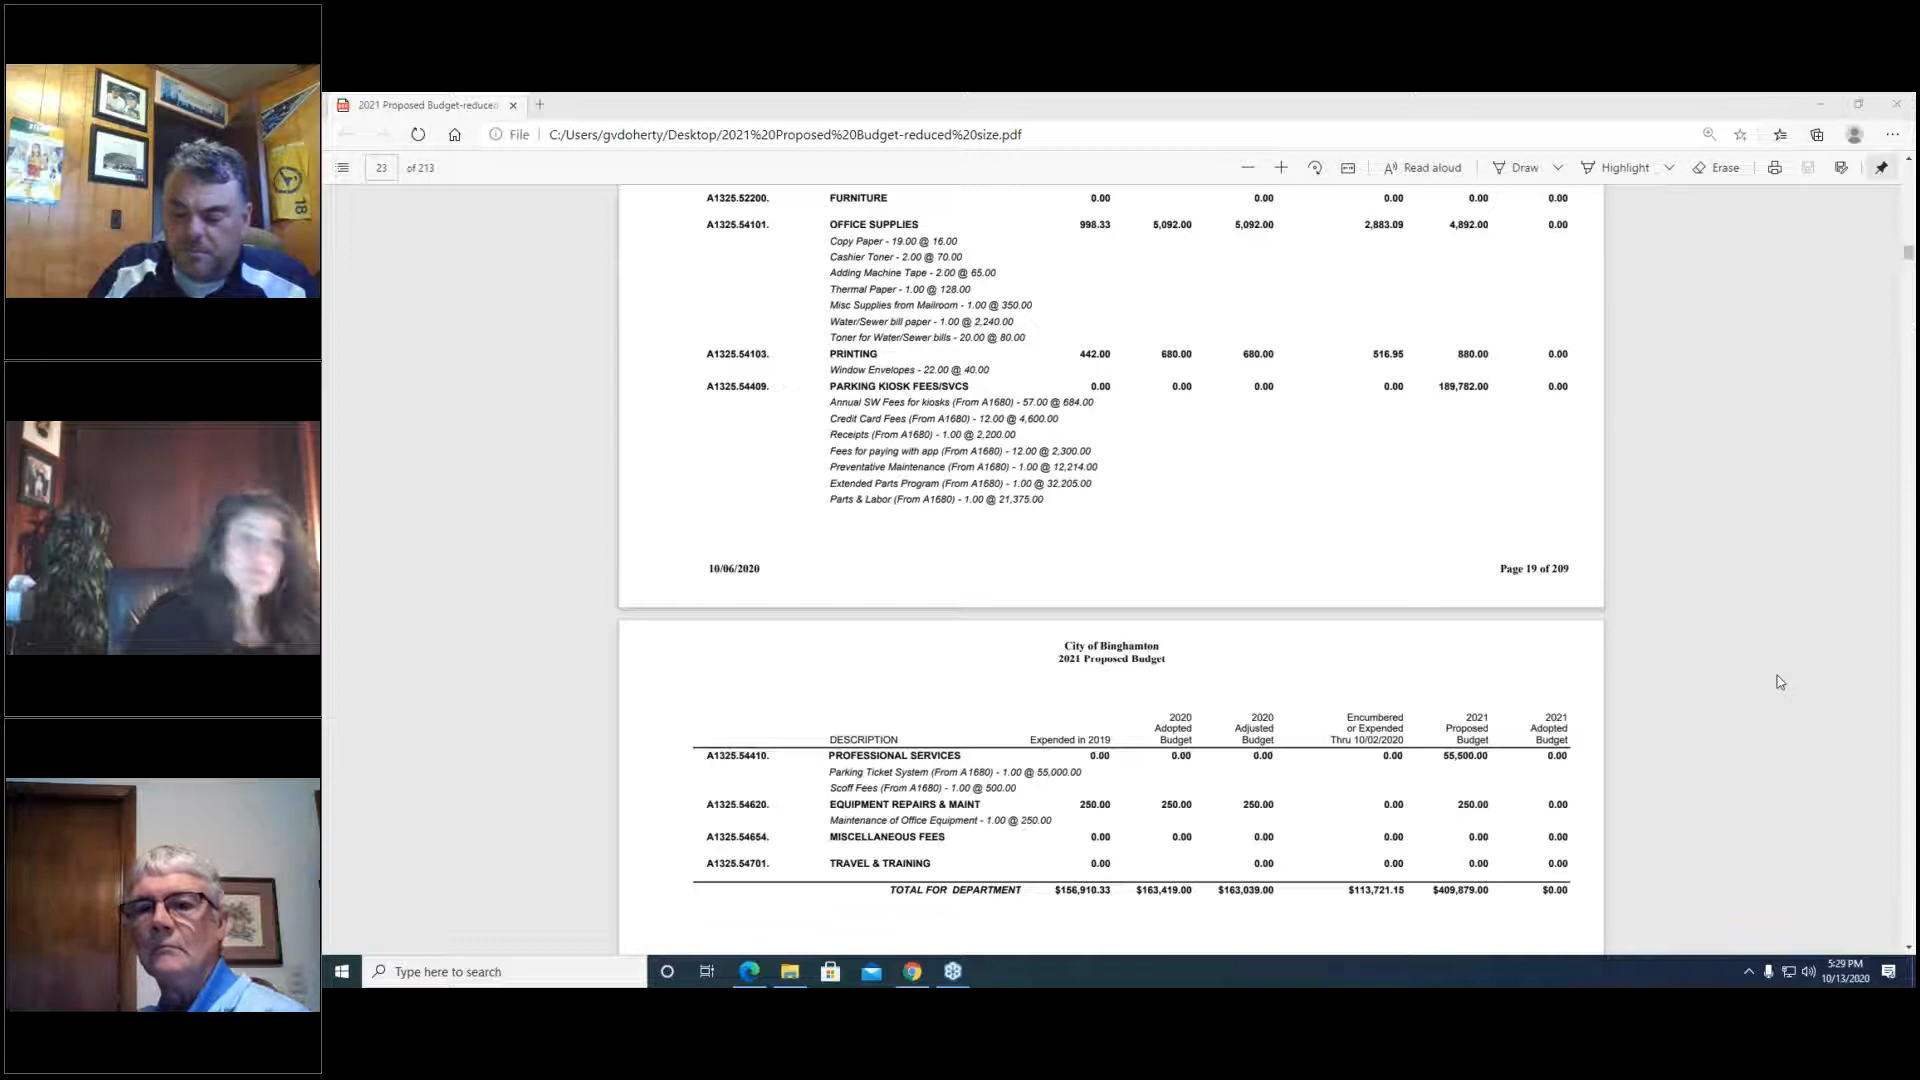 2021 Proposed Budget-reduced
File C:/Users/gvdoherty/Desktop/2021%20Proposed%20Budget-reduced%20size.pdf
23 of 213 Read aloud Draw Highlight Erase
A1325.52200. FURNITURE 0.00 0.00 0.00 0.00 0.00
A1325.54101. OFFICE SUPPLIES 998.33 5,092.00 5,092.00 2,883.09 4,892.00 0.00
Copy Paper - 19.00 @ 16.00
Cashier Toner - 2.00 @ 70.00
Adding Machine Tape - 2.00 @ 65.00
Thermal Paper - 1.00 @ 128.00
Misc Supplies from Mailroom - 1.00 @ 350.00
Water/Sewer bill paper - 1.00 @ 2,240.00
Toner for Water/Sewer bills - 20.00 @ 80.00
A1325.54103. PRINTING 442.00 680.00 680.00 516.95 880.00 0.00
Window Envelopes - 22.00 @ 40.00
A1325.54409. PARKING KIOSK FEES/SVCS 0.00 0.00 0.00 0.00 189,782.00 0.00
Annual SW Fees for kiosks (From A1680) - 57.00 @ 684.00
Credit Card Fees (From A1680) - 12.00 @ 4,600.00
Receipts (From A1680) - 1.00 @ 2,200.00
Fees for paying with app (From A1680) - 12.00 @ 2,300.00
Preventative Maintenance (From A1680) - 1.00 @ 12,214.00
Extended Parts Program (From A1680) - 1.00 @ 32,205.00
Parts & Labor (From A1680) - 1.00 @ 21,375.00
10/06/2020 Page 19 of 209
City of Binghamton
2021 Proposed Budget
2020 2020 Encumbered 2021 2021
Adopted Adjusted or Expended Proposed Adopted
DESCRIPTION Expended in 2019 Budget Budget Thru 10/02/2020 Budget Budget
A1325.54410. PROFESSIONAL SERVICES 0.00 0.00 0.00 0.00 55,500.00 0.00
Parking Ticket System (From A1680) - 1.00 @ 55,000.00
Scoff Fees (From A1680) - 1.00 @ 500.00
A1325.54620. EQUIPMENT REPAIRS & MAINT 250.00 250.00 250.00 0.00 250.00 0.00
Maintenance of Office Equipment - 1.00 @ 250.00
A1325.54654. MISCELLANEOUS FEES 0.00 0.00 0.00 0.00 0.00 0.00
A1325.54701. TRAVEL & TRAINING 0.00 0.00 0.00 0.00 0.00
TOTAL FOR DEPARTMENT $156,910.33 $163,419.00 $163,039.00 $113,721.15 $409,879.00 $0.00
Type here to search
5:29 PM
10/13/2020
18